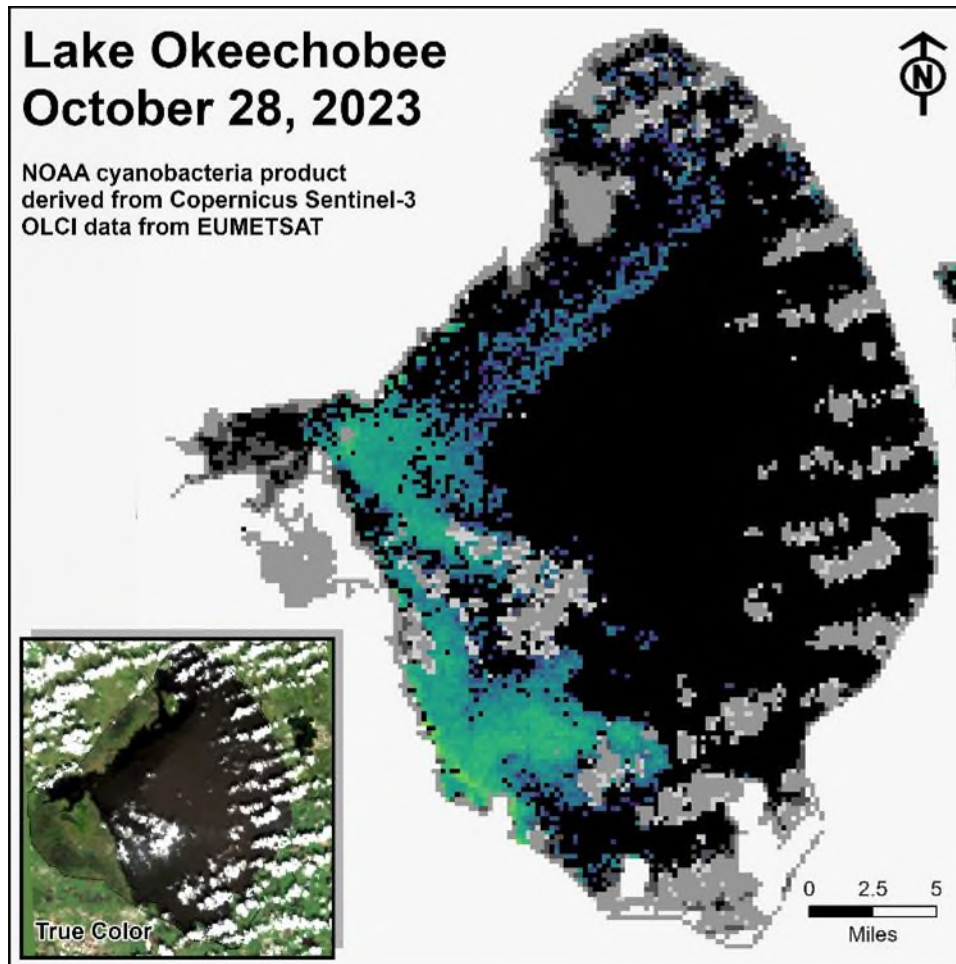 Lake Okeechobee
October 28, 2023
N
NOAA cyanobacteria product
derived from Copernicus Sentinel-3
OLCI data from EUMETSAT
True Color
0 2.5 5
Miles